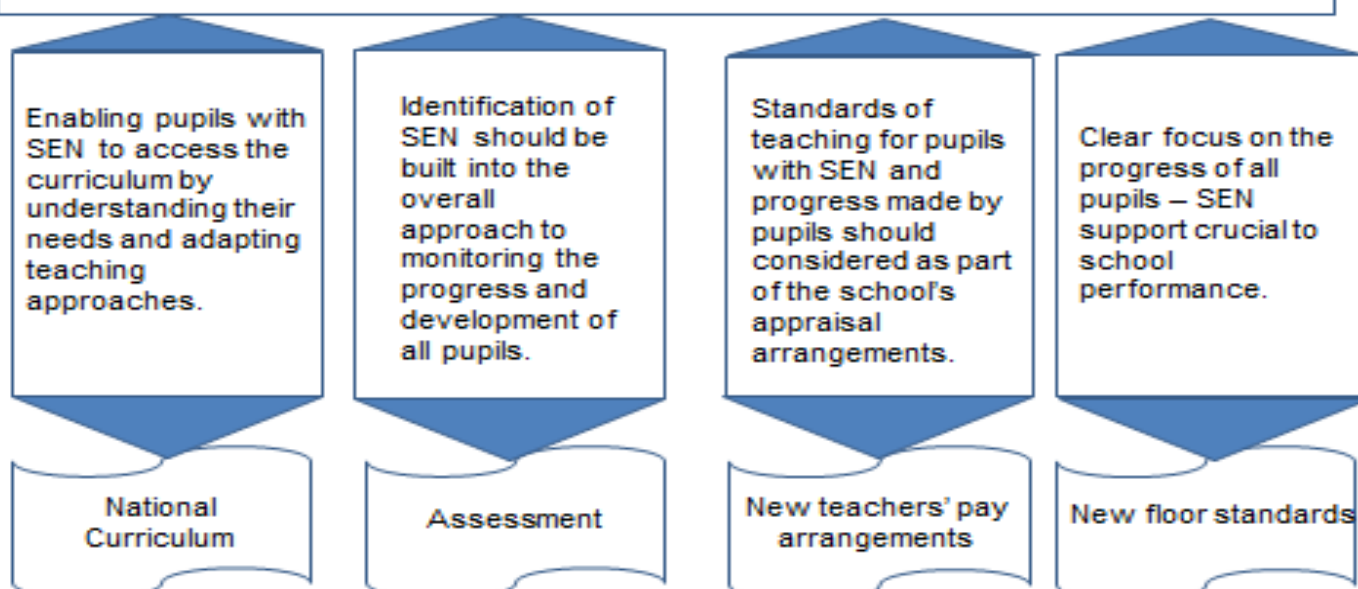 Enabling pupils with
SEN to access the
curriculum by
understanding their
needs and adapting
teaching
approaches.
Identification of
SEN should be
built into the
overall
approach to
monitoring the
progress and
development of
all pupils.
Standards of
teaching for pupils
with SEN and
progress made by
pupils should
considered as part
of the school's
appraisal
arrangements.
Clear focus on the
progress of all
pupils – SEN
support crucial to
school
performance.
National
Curriculum
Assessment
New teachers' pay
arrangements
New floor standards